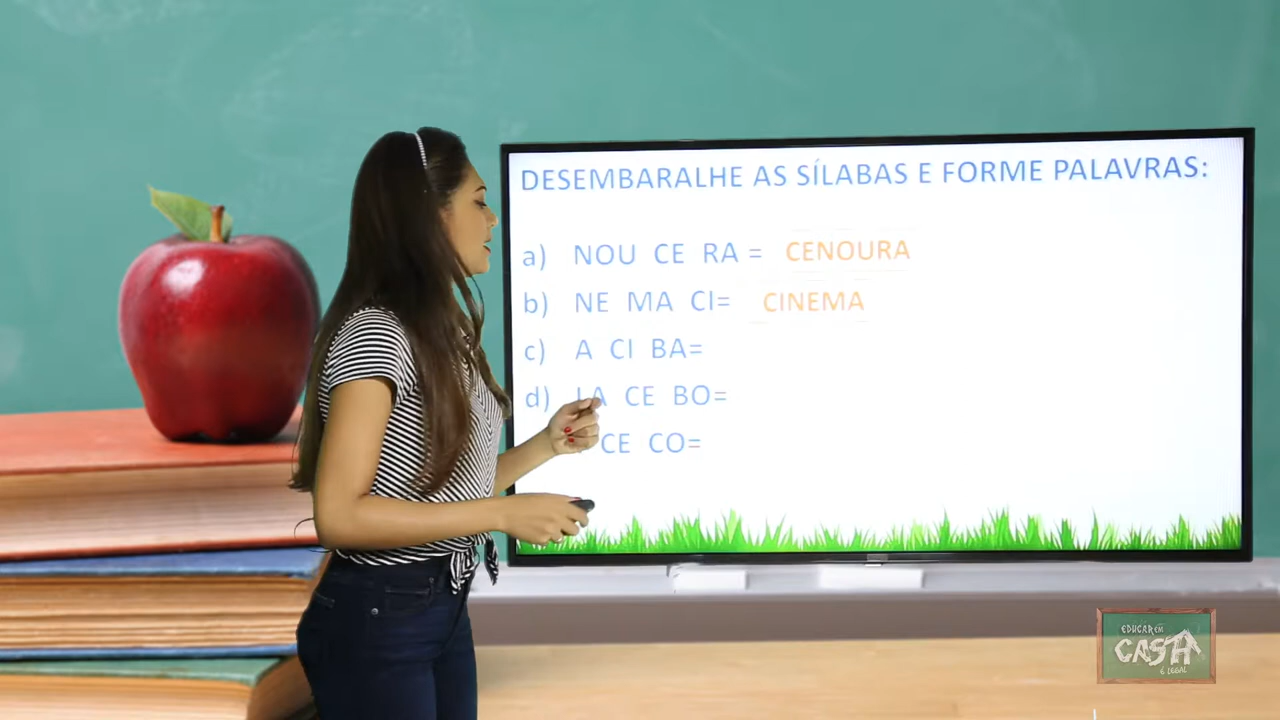 DESEMBARALHE AS SÍLABAS E FORME PALAVRAS:
a) NOU CE RA = CENOURA
b) NE MA CI= CINEMA
c) A CI BA=
d) CE BO=
CE CO=
EDUCAR EM
CASA
É LEGAL